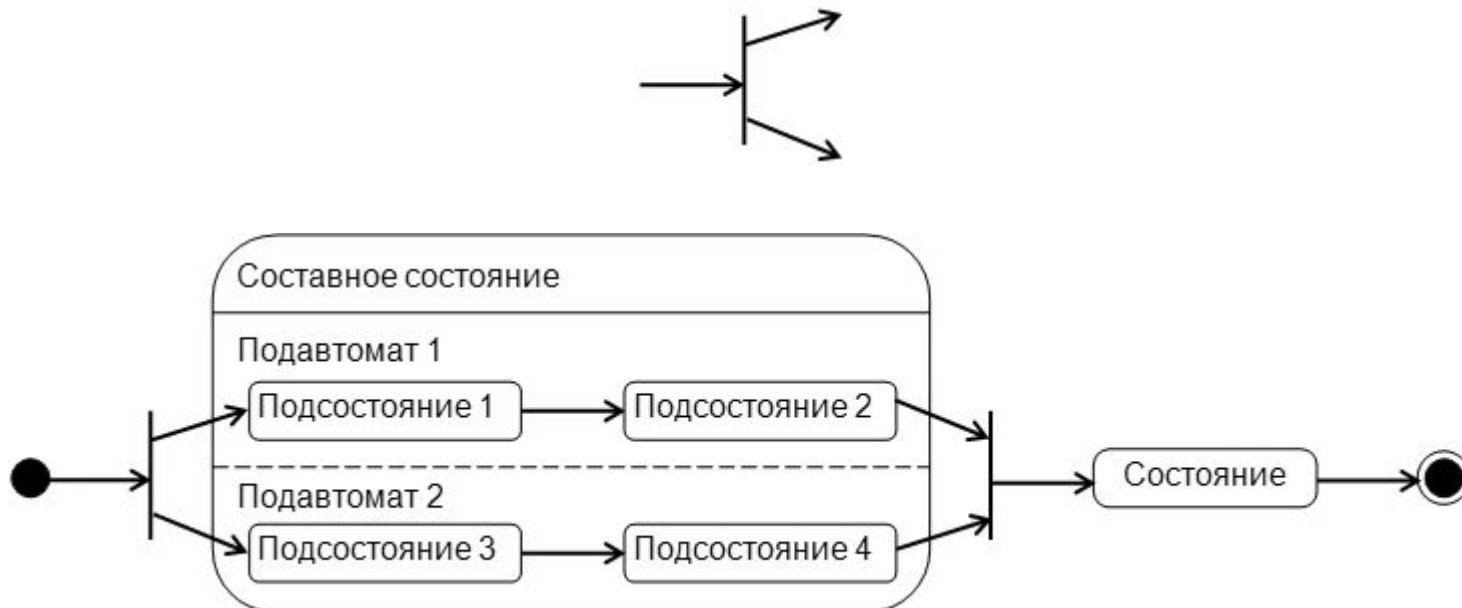 Составное состояние
Подавтомат 1
Подсостояние 1
Подсостояние 2
Состояние
Подавтомат 2
Подсостояние 3
Подсостояние 4